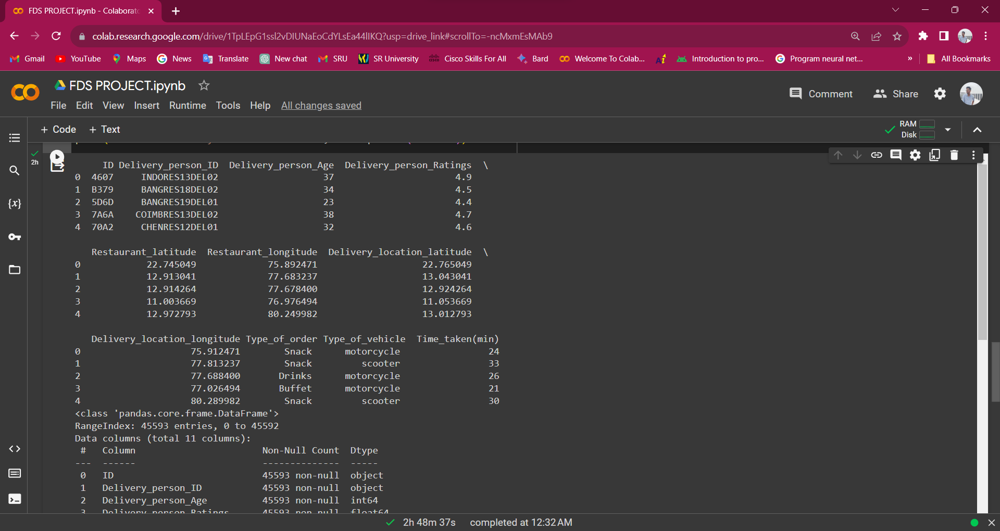 FDS PROJECT.ipynb - Colaborato
colab.research.google.com/drive/1TpLEpG1ssl2vDIUNaEoCdYLsEa44lIKQ?usp=drive_link#scrollTo=-ncMxmEsMAb9
Gmail YouTube Maps News Translate New chat SRU SR University Cisco Skills For All Bard Welcome To Colab... Introduction to pro... Program neural net... » All Bookmarks
FDS PROJECT.ipynb
Comment Share
File Edit View Insert Runtime Tools Help All changes saved
+ Code + Text
RAM
Disk
2h
ID Delivery_person_ID Delivery_person_Age Delivery_person_Ratings \
0 4607 INDORES13DEL02 37 4.9
1 B379 BANGRES18DEL02 34 4.5
2 5D6D BANGRES19DEL01 23 4.4
3 7A6A COIMBRES13DEL02 38 4.7
4 70A2 CHENRES12DEL01 32 4.6
Restaurant_latitude Restaurant_longitude Delivery_location_latitude \
0 22.745049 75.892471 22.765049
1 12.913041 77.683237 13.043041
2 12.914264 77.678400 12.924264
3 11.003669 76.976494 11.053669
4 12.972793 80.249982 13.012793
Delivery_location_longitude Type_of_order Type_of_vehicle Time_taken(min)
0 75.912471 Snack motorcycle 24
1 77.813237 Snack scooter 33
2 77.688400 Drinks motorcycle 26
3 77.026494 Buffet motorcycle 21
4 80.289982 Snack scooter 30
<class 'pandas.core.frame.DataFrame'>
RangeIndex: 45593 entries, 0 to 45592
Data columns (total 11 columns):
# Column Non-Null Count Dtype
--- ------ -------------- -----
0 ID 45593 non-null object
1 Delivery_person_ID 45593 non-null object
2 Delivery_person_Age 45593 non-null int64
3 Delivery_person_Ratings 45593 non-null float64
2h 48m 37s completed at 12:32 AM